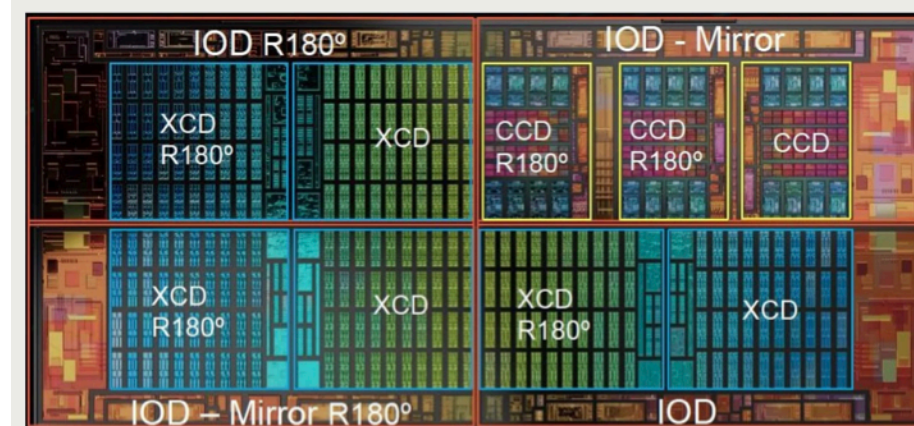 IOD R180º
IOD - Mirror
XCD
R180º
XCD
CCD
R180º
CCD
R180º
CCD
XCD
R180º
XCD
XCD
R180º
XCD
IOD – Mirror R180º
IOD